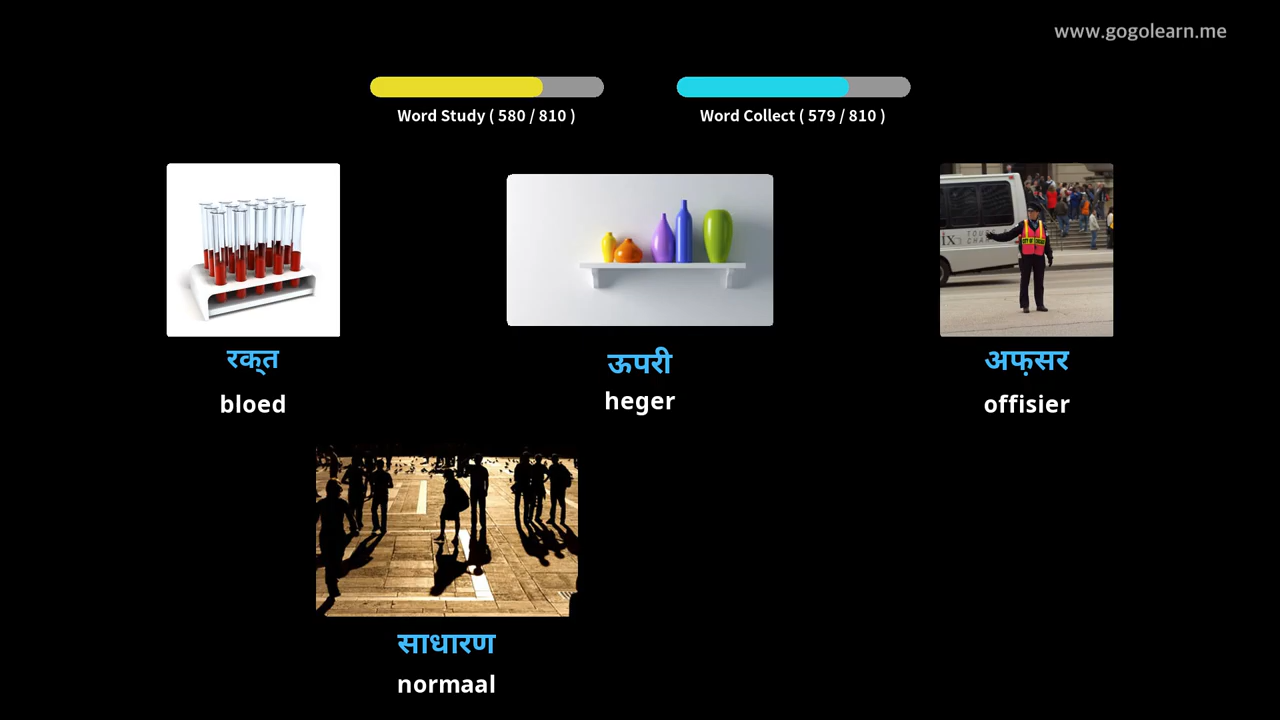 www.gogolearn.me
Word Study ( 580 / 810 )
Word Collect ( 579 / 810 )
रक्त
ऊपरी
अफ़सर
bloed
heger
offisier
साधारण
normaal